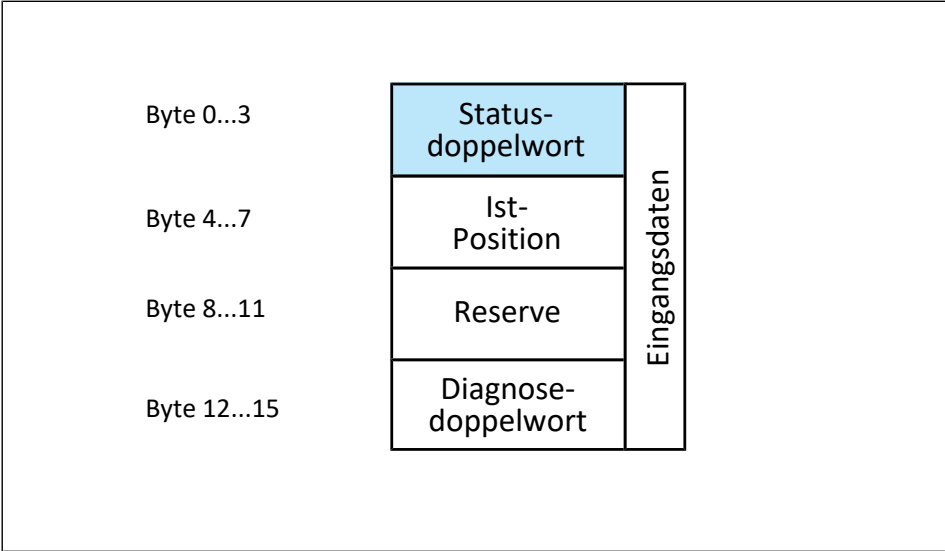 Byte 0...3
Status-
doppelwort
Byte 4...7
Ist-
Position
Byte 8...11
Reserve
Byte 12...15
Diagnose-
doppelwort
Eingangsdaten